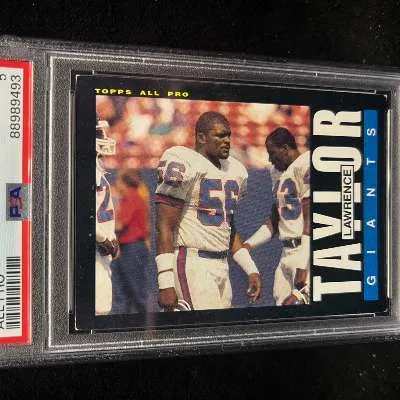 TOPPS ALL PRO
56
56
TAYLOR
LAWRENCE
GIANTS
88989493
PSA